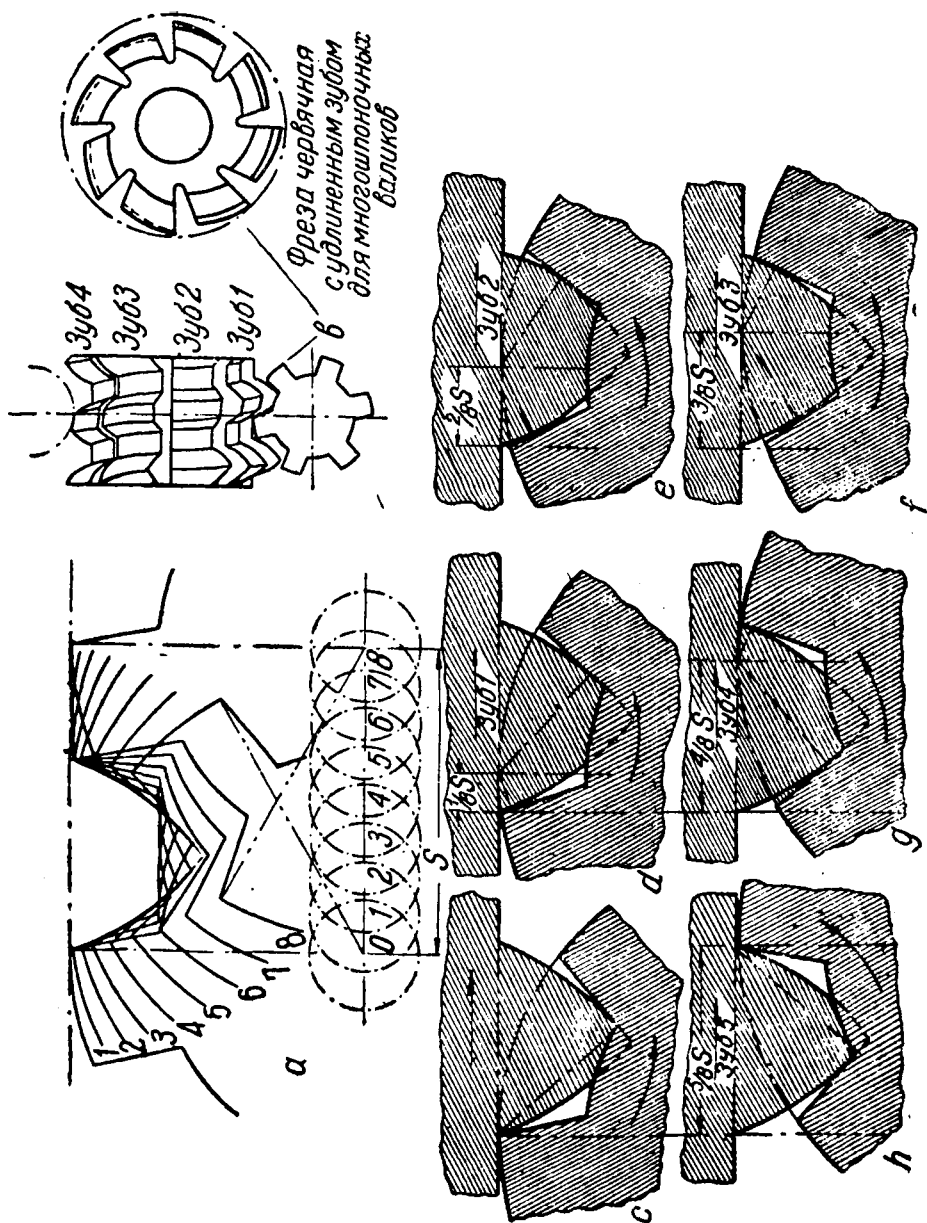 1
2
3
4
5
6
7
8
a
0
1
2
3
4
5
6
7
8
S
Зуб4
Зуб3
Зуб2
Зуб1
в
Фреза червячная
с удлиненным зубом
для многошпоночных
валиков
c
1/8S
Зуб1
d
2/8S
Зуб2
e
5/8S
Зуб5
h
4/8S
Зуб4
g
3/8S
Зуб3
f